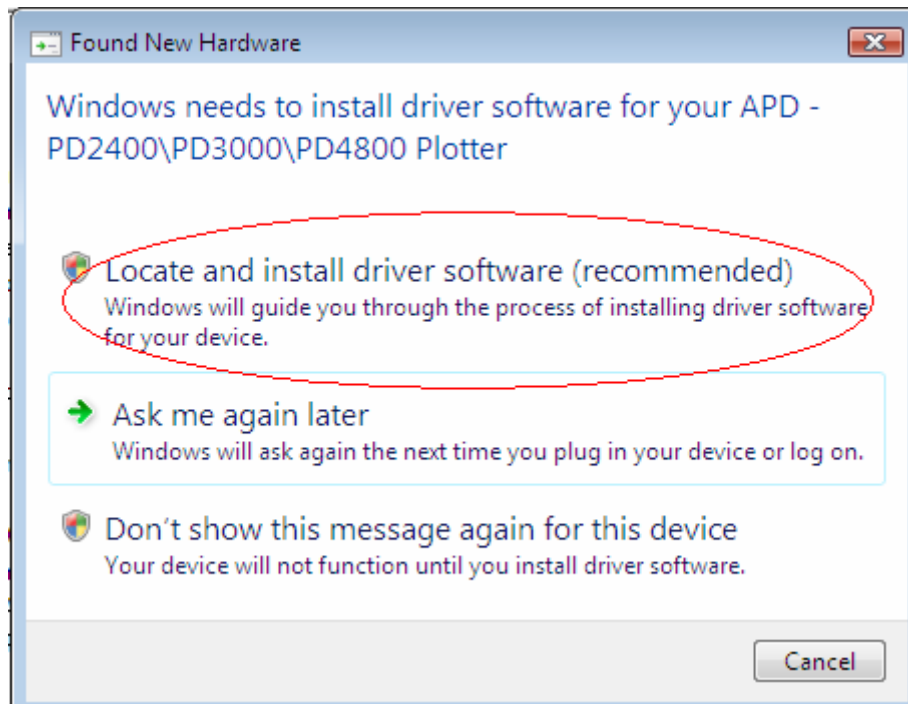 Found New Hardware
Windows needs to install driver software for your APD -
PD2400\PD3000\PD4800 Plotter
Locate and install driver software (recommended)
Windows will guide you through the process of installing driver software
for your device.
Ask me again later
Windows will ask again the next time you plug in your device or log on.
Don't show this message again for this device
Your device will not function until you install driver software.
Cancel